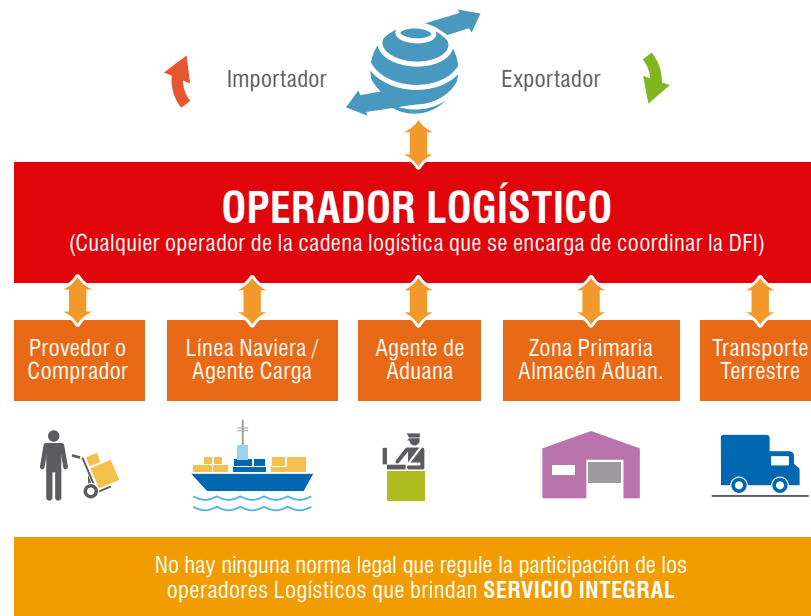 Importador
Exportador
OPERADOR LOGÍSTICO
(Cualquier operador de la cadena logística que se encarga de coordinar la DFI)
Provedor o
Comprador
Línea Naviera /
Agente Carga
Agente de
Aduana
Zona Primaria
Almacén Aduan.
Transporte
Terrestre
No hay ninguna norma legal que regule la participación de los
operadores Logísticos que brindan SERVICIO INTEGRAL